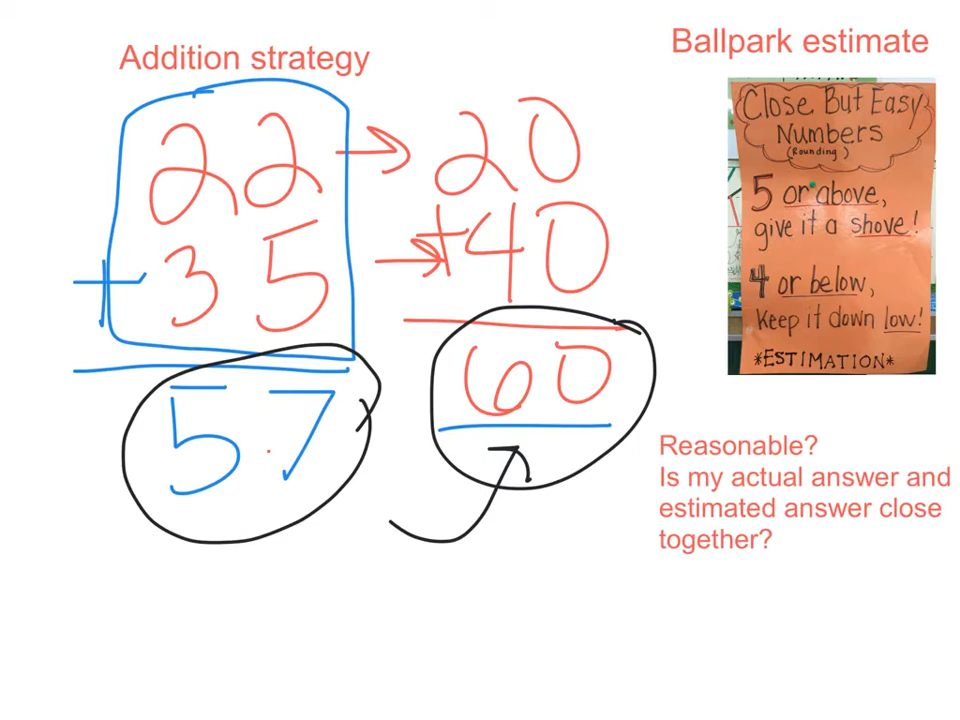 Addition strategy
22 → 20
+ 35 → + 40
57 60
Ballpark estimate
Close But Easy
Numbers
(Rounding)
5 or above,
give it a shove!
4 or below,
Keep it down low!
*ESTIMATION*
Reasonable?
Is my actual answer and
estimated answer close
together?